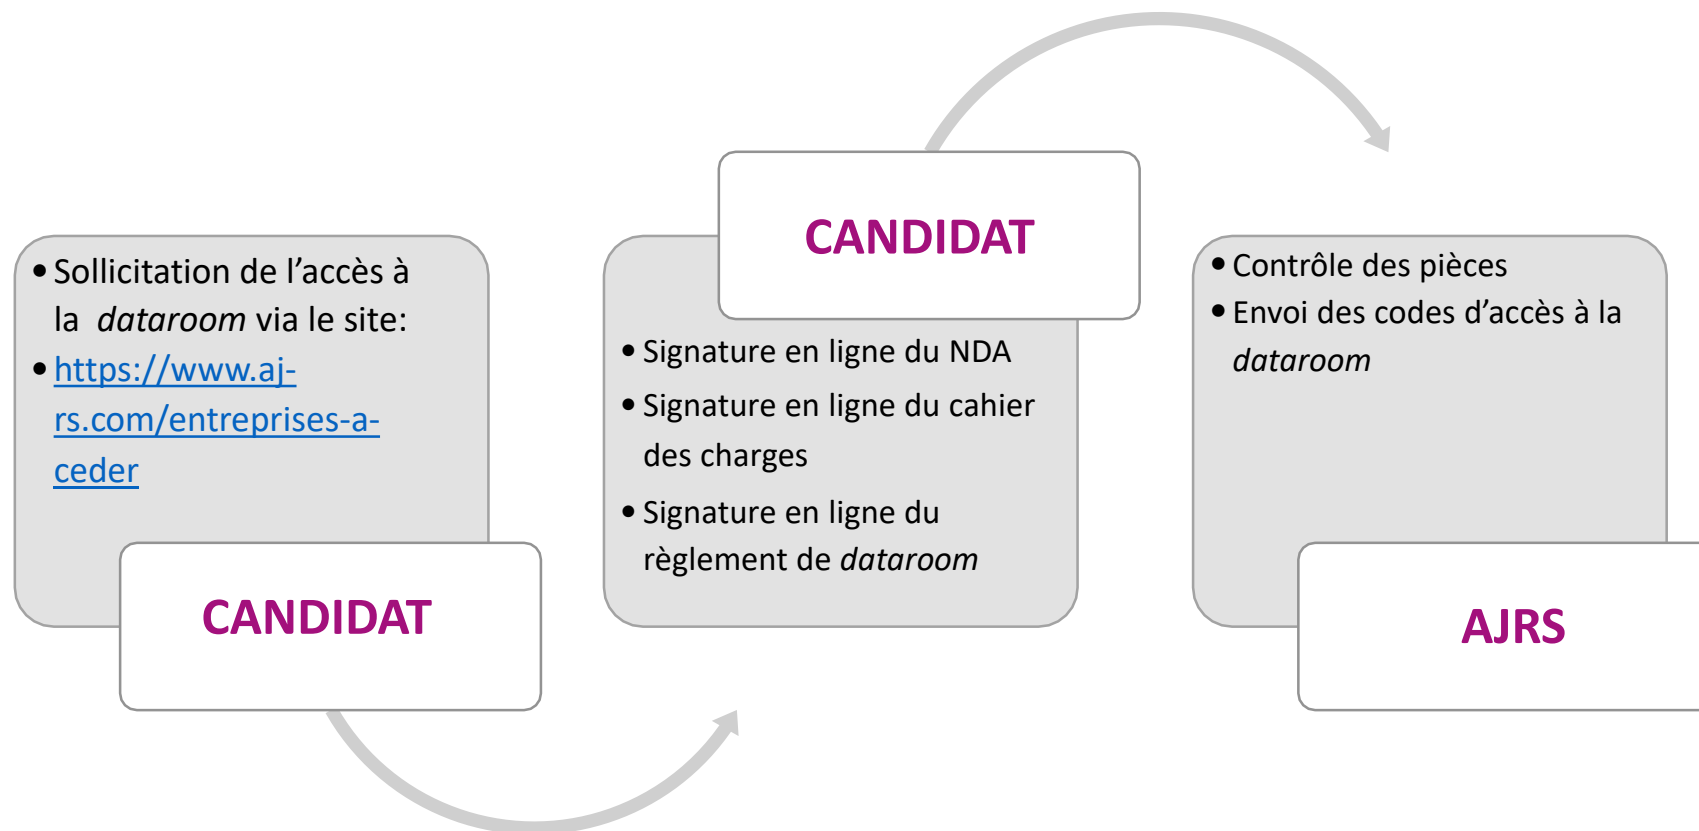 • Sollicitation de l’accès à
la dataroom via le site:
• https://www.aj-
rs.com/entreprises-a-
ceder
CANDIDAT
CANDIDAT
• Signature en ligne du NDA
• Signature en ligne du cahier
des charges
• Signature en ligne du
règlement de dataroom
• Contrôle des pièces
• Envoi des codes d’accès à la
dataroom
AJRS